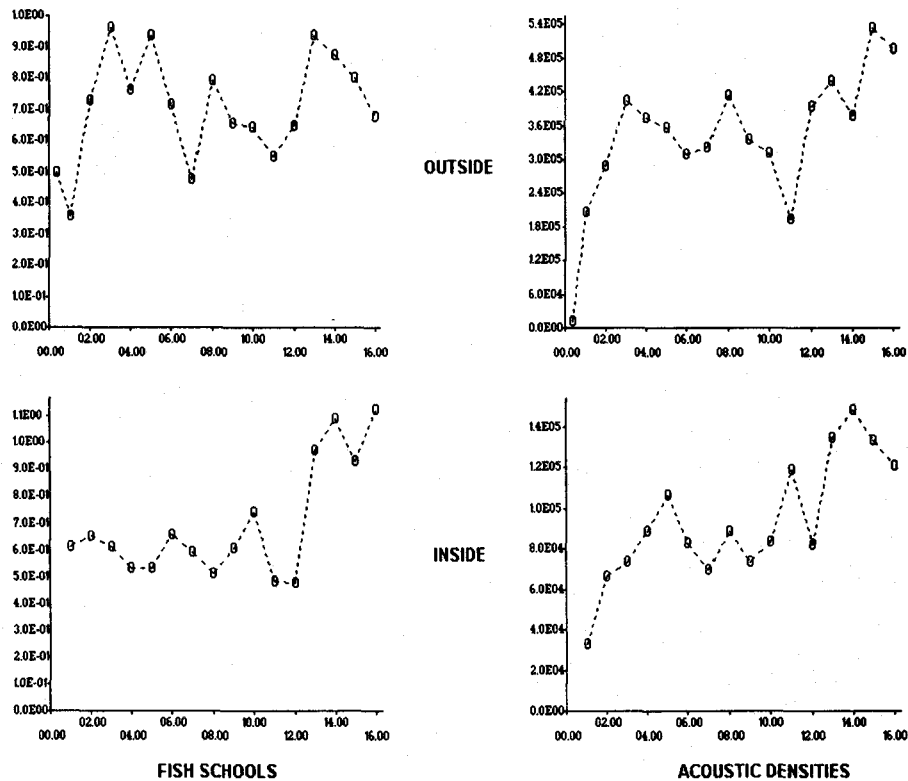 1.0E00
9.0E-01
8.0E-01
7.0E-01
6.0E-01
5.0E-01
4.0E-01
3.0E-01
2.0E-01
1.0E-01
0.0E00
00.00 02.00 04.00 06.00 08.00 10.00 12.00 14.00 16.00
OUTSIDE
5.4E05
4.8E05
4.2E05
3.6E05
3.0E05
2.4E05
1.8E05
1.2E05
6.0E04
0.0E00
00.00 02.00 04.00 06.00 08.00 10.00 12.00 14.00 16.00
1.1E00
1.0E00
9.0E-01
8.0E-01
7.0E-01
6.0E-01
5.0E-01
4.0E-01
3.0E-01
2.0E-01
1.0E-01
0.0E00
00.00 02.00 04.00 06.00 08.00 10.00 12.00 14.00 16.00
FISH SCHOOLS
INSIDE
1.4E05
1.2E05
1.0E05
8.0E04
6.0E04
4.0E04
2.0E04
0.0E00
00.00 02.00 04.00 06.00 08.00 10.00 12.00 14.00 16.00
ACOUSTIC DENSITIES